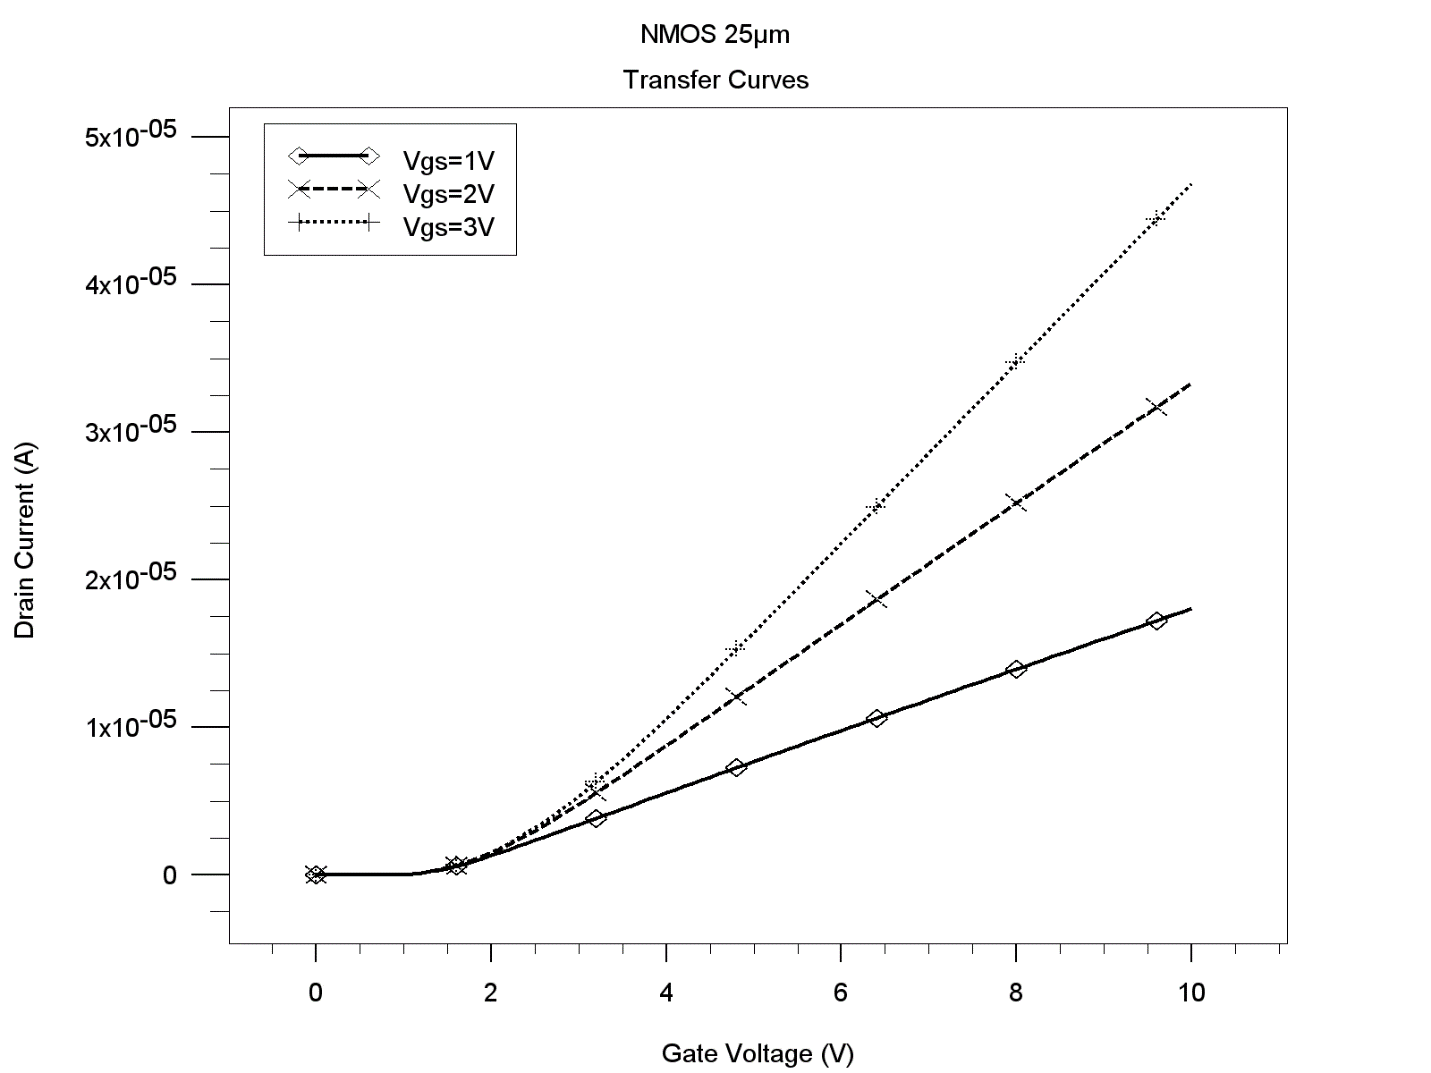 NMOS 25µm
Transfer Curves
5x10-05
4x10-05
3x10-05
2x10-05
1x10-05
0
Vgs=1V
Vgs=2V
Vgs=3V
Drain Current (A)
0 2 4 6 8 10
Gate Voltage (V)